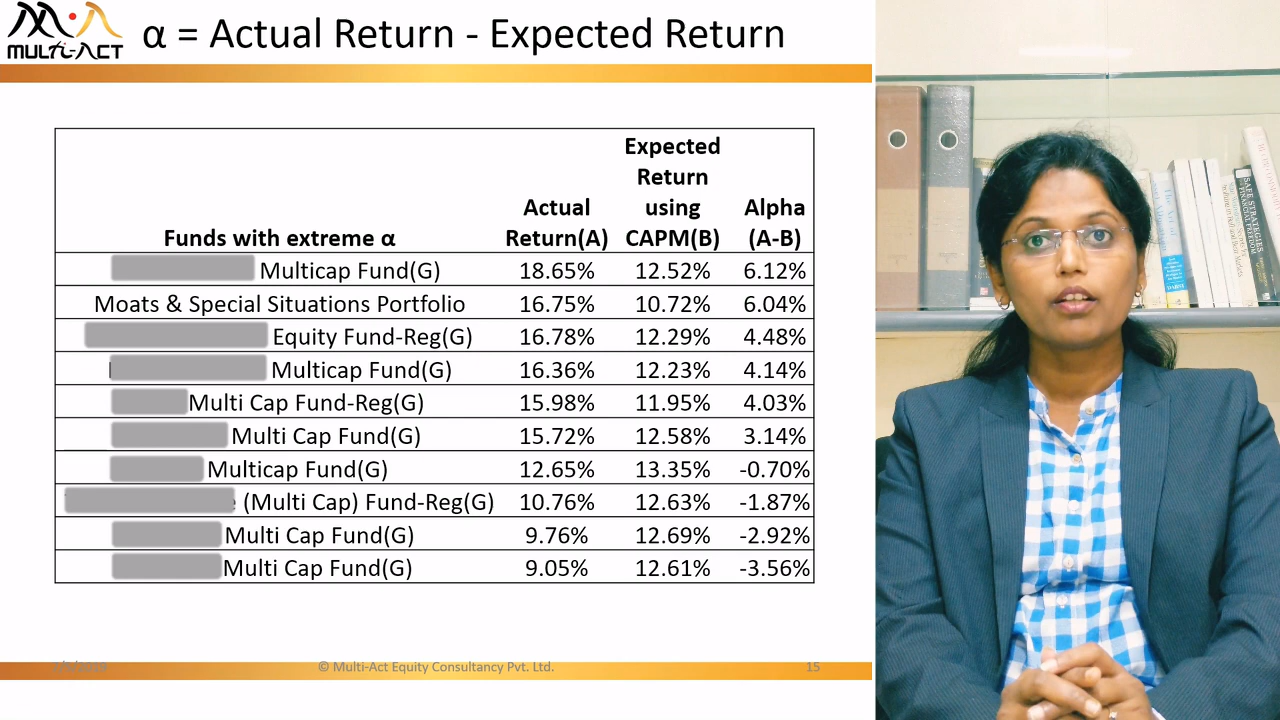 MULTI-ACT
α = Actual Return - Expected Return
Funds with extreme α Actual Return(A) Expected Return using CAPM(B) Alpha (A-B)
Multicap Fund(G) 18.65% 12.52% 6.12%
Moats & Special Situations Portfolio 16.75% 10.72% 6.04%
Equity Fund-Reg(G) 16.78% 12.29% 4.48%
Multicap Fund(G) 16.36% 12.23% 4.14%
Multi Cap Fund-Reg(G) 15.98% 11.95% 4.03%
Multi Cap Fund(G) 15.72% 12.58% 3.14%
Multicap Fund(G) 12.65% 13.35% -0.70%
(Multi Cap) Fund-Reg(G) 10.76% 12.63% -1.87%
Multi Cap Fund(G) 9.76% 12.69% -2.92%
Multi Cap Fund(G) 9.05% 12.61% -3.56%
© Multi-Act Equity Consultancy Pvt. Ltd.
15
SAFE STRATEGIES
FINANCIAL FREEDOM